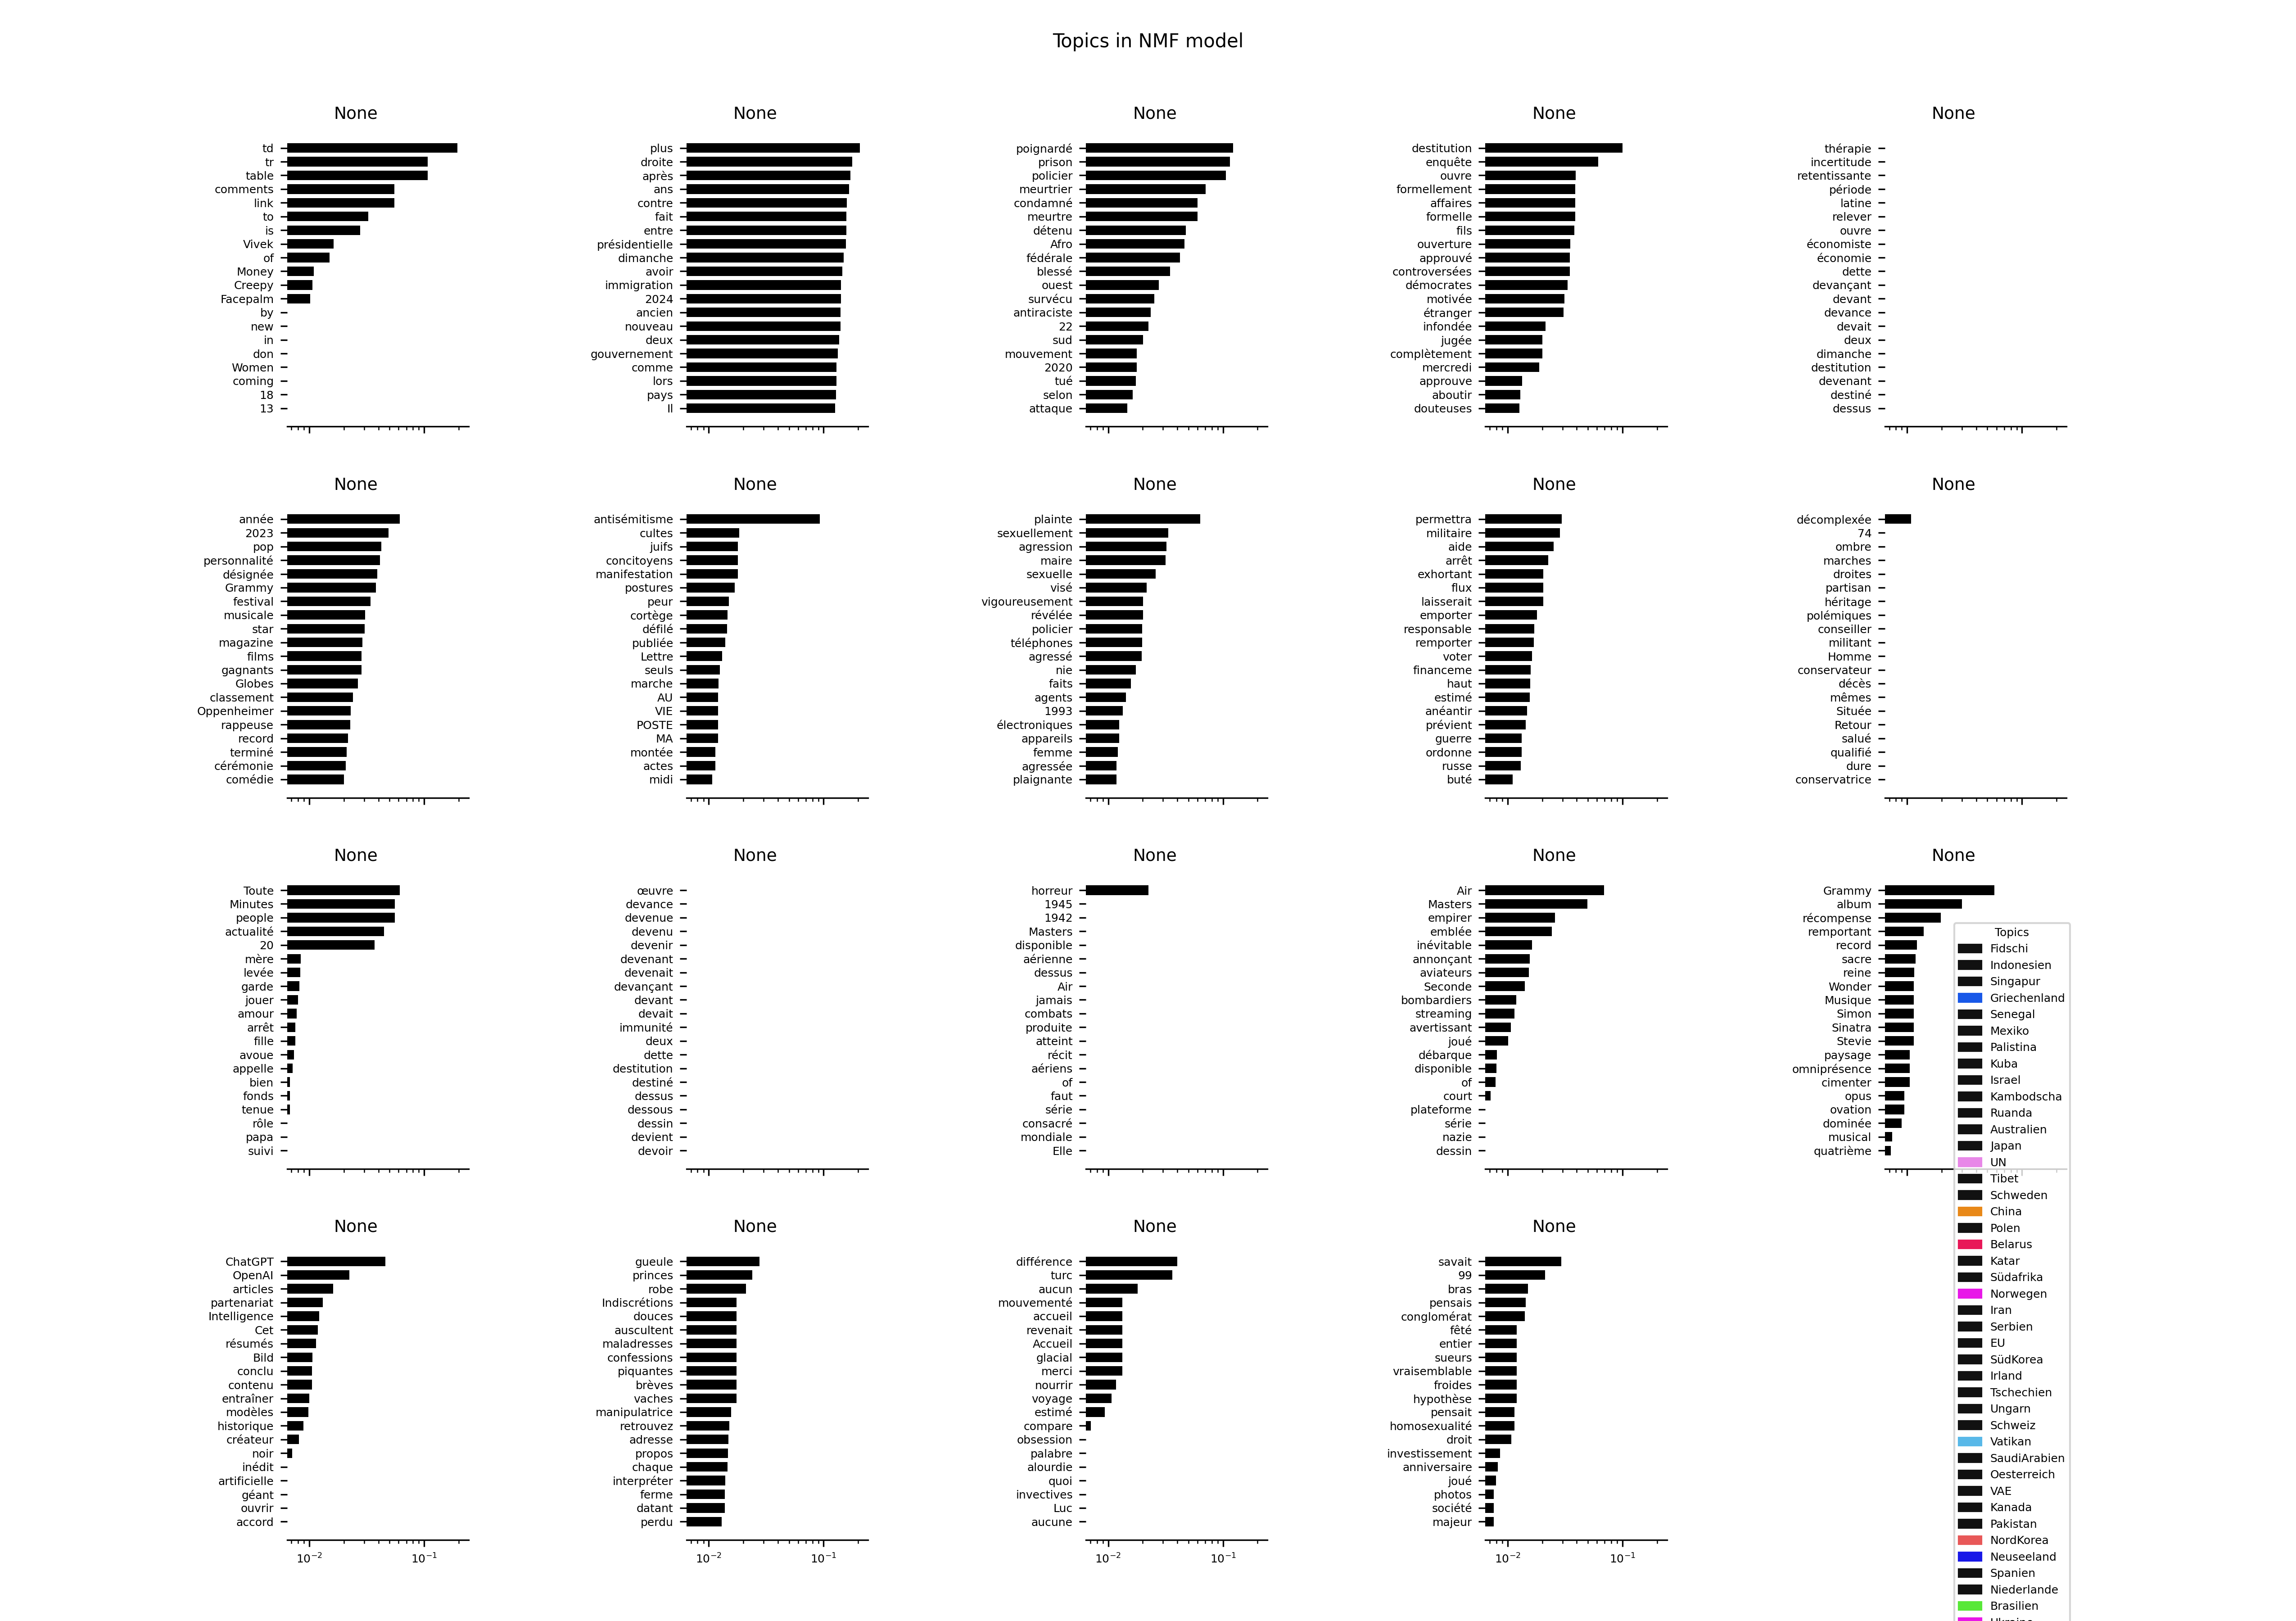 Topics in NMF model
None
td
tr
table
comments
link
to
is
Vivek
of
Money
Creepy
Facepalm
by
new
in
don
Women
coming
18
13
None
plus
droite
après
ans
contre
fait
entre
présidentielle
dimanche
avoir
immigration
2024
ancien
nouveau
deux
gouvernement
comme
lors
pays
Il
None
poignardé
prison
policier
meurtrier
condamné
meurtre
détenu
Afro
fédérale
blessé
ouest
survécu
antiraciste
22
sud
mouvement
2020
tué
selon
attaque
None
destitution
enquête
ouvre
formellement
affaires
formelle
fils
ouverture
approuvé
controversées
démocrates
motivée
étranger
infondée
jugée
complètement
mercredi
approuve
aboutir
douteuses
None
thérapie
incertitude
retentissante
période
latine
relever
ouvre
économiste
économie
dette
devançant
devant
devance
devait
deux
dimanche
destitution
devenant
destiné
dessus
None
année
2023
pop
personnalité
désignée
Grammy
festival
musicale
star
magazine
films
gagnants
Globes
classement
Oppenheimer
rappeuse
record
terminé
cérémonie
comédie
None
antisémitisme
cultes
juifs
concitoyens
manifestation
postures
peur
cortège
défilé
publiée
Lettre
seuls
marche
AU
VIE
POSTE
MA
montée
actes
midi
None
plainte
sexuellement
agression
maire
sexuelle
visé
vigoureusement
révélée
policier
téléphones
agressé
nie
faits
agents
1993
électroniques
appareils
femme
agressée
plaignante
None
permettra
militaire
aide
arrêt
exhortant
flux
laisserait
emporter
responsable
remporter
voter
financeme
haut
estimé
anéantir
prévient
guerre
ordonne
russe
buté
None
décomplexée
74
ombre
marches
droites
partisan
héritage
polémiques
conseiller
militant
Homme
conservateur
décès
mêmes
Située
Retour
salué
qualifié
dure
conservatrice
None
Toute
Minutes
people
actualité
20
mère
levée
garde
jouer
amour
arrêt
fille
avoue
appelle
bien
fonds
tenue
rôle
papa
suivi
None
œuvre
devance
devenue
devenu
devenir
devenant
devenait
devançant
devant
devait
immunité
deux
dette
destitution
destiné
dessus
dessous
dessin
devient
devoir
None
horreur
1945
1942
Masters
disponible
aérienne
dessus
Air
jamais
combats
produite
atteint
récit
aériens
of
faut
série
consacré
mondiale
Elle
None
Air
Masters
empirer
emblée
inévitable
annonçant
aviateurs
Seconde
bombardiers
streaming
avertissant
joué
débarque
disponible
of
court
plateforme
série
nazie
dessin
None
Grammy
album
récompense
remportant
record
sacre
reine
Wonder
Musique
Simon
Sinatra
Stevie
paysage
omniprésence
cimenter
opus
ovation
dominée
musical
quatrième
None
ChatGPT
OpenAI
articles
partenariat
Intelligence
Cet
résumés
Bild
conclu
contenu
entraîner
modèles
historique
créateur
noir
inédit
artificielle
géant
ouvrir
accord
10⁻² 10⁻¹
None
gueule
princes
robe
Indiscrétions
douces
auscultent
maladresses
confessions
piquantes
brèves
vaches
manipulatrice
retrouvez
adresse
propos
chaque
interpréter
ferme
datant
perdu
10⁻² 10⁻¹
None
différence
turc
aucun
mouvementé
accueil
revenait
Accueil
glacial
merci
nourrir
voyage
estimé
compare
obsession
palabre
alourdie
quoi
invectives
Luc
aucune
10⁻² 10⁻¹
None
savait
99
bras
pensais
conglomérat
fêté
entier
sueurs
vraisemblable
froides
hypothèse
pensait
homosexualité
droit
investissement
anniversaire
joué
photos
société
majeur
10⁻² 10⁻¹
Topics
Fidschi
Indonesien
Singapur
Griechenland
Senegal
Mexiko
Palistina
Kuba
Israel
Kambodscha
Ruanda
Australien
Japan
UN
Tibet
Schweden
China
Polen
Belarus
Katar
Südafrika
Norwegen
Iran
Serbien
EU
SüdKorea
Irland
Tschechien
Ungarn
Schweiz
Vatikan
SaudiArabien
Oesterreich
VAE
Kanada
Pakistan
NordKorea
Neuseeland
Spanien
Niederlande
Brasilien